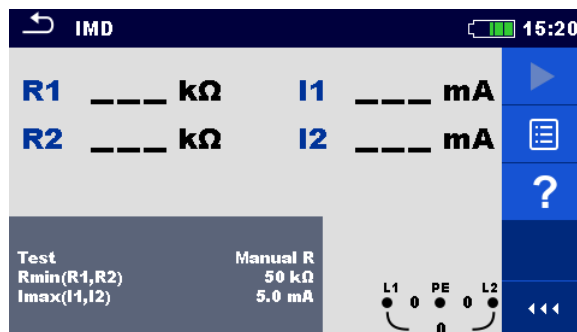 IMD 15:20
R1 ___ kΩ I1 ___ mA
R2 ___ kΩ I2 ___ mA
?
Test Manual R
Rmin(R1,R2) 50 kΩ
Imax(I1,I2) 5.0 mA
L1 PE L2
0 0
0